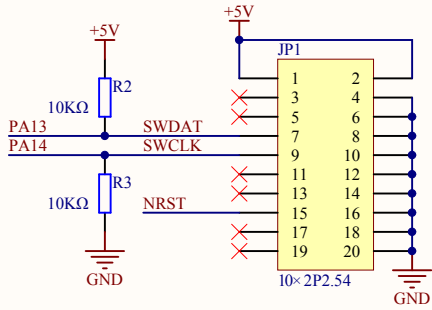 +5V
+5V
JP1
R2
10KΩ
1 2
3 4
5 6
PA13 SWDAT 7 8
PA14 SWCLK 9 10
11 12
R3
13 14
10KΩ
NRST 15 16
17 18
19 20
GND
10×2P2.54
GND